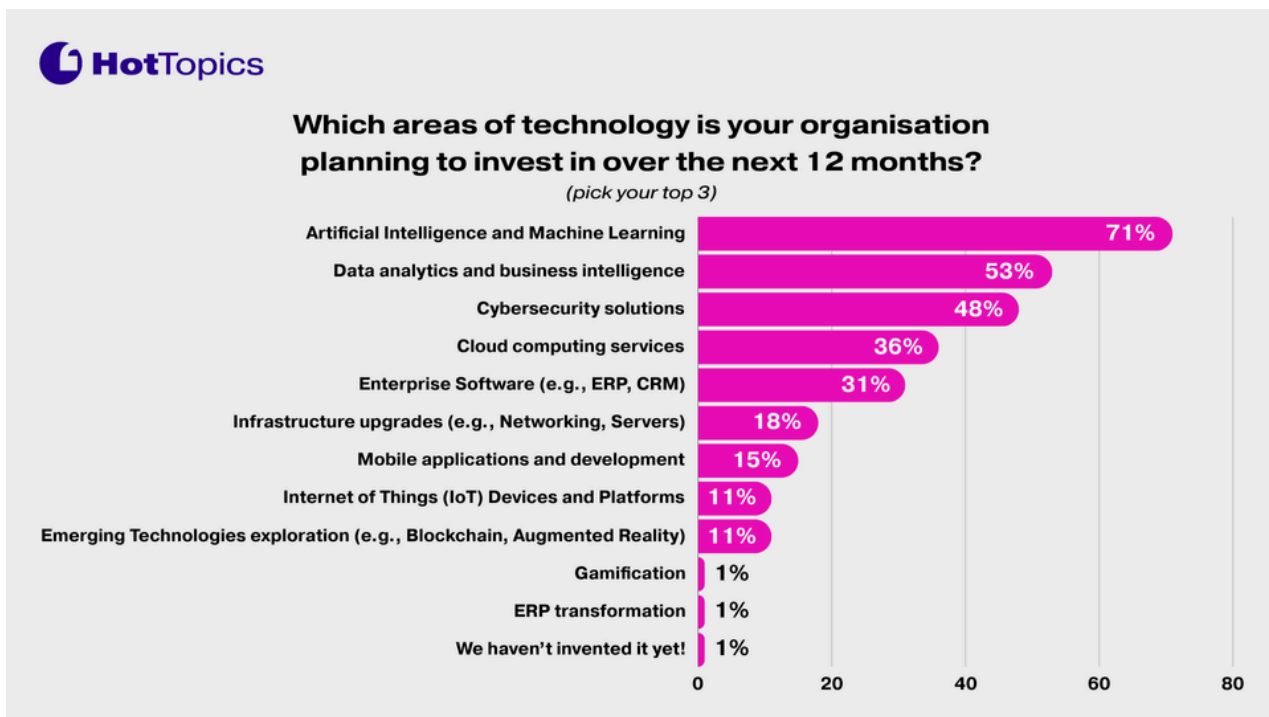 HotTopics
Which areas of technology is your organisation
planning to invest in over the next 12 months?
(pick your top 3)
Artificial Intelligence and Machine Learning 71%
Data analytics and business intelligence 53%
Cybersecurity solutions 48%
Cloud computing services 36%
Enterprise Software (e.g., ERP, CRM) 31%
Infrastructure upgrades (e.g., Networking, Servers) 18%
Mobile applications and development 15%
Internet of Things (IoT) Devices and Platforms 11%
Emerging Technologies exploration (e.g., Blockchain, Augmented Reality) 11%
Gamification 1%
ERP transformation 1%
We haven't invented it yet! 1%
0 20 40 60 80